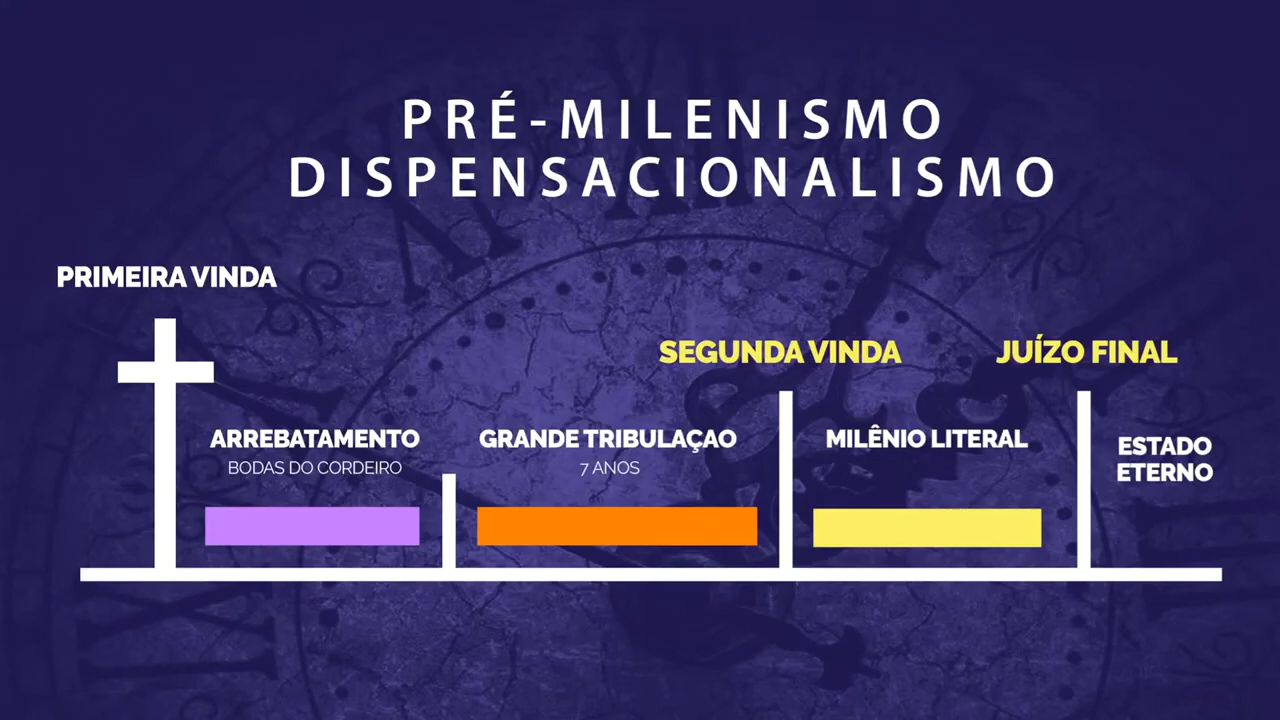 PRÉ-MILENISMO
DISPENSACIONALISMO
PRIMEIRA VINDA
SEGUNDA VINDA
JUÍZO FINAL
ARREBATAMENTO
BODAS DO CORDEIRO
GRANDE TRIBULAÇAO
7 ANOS
MILÊNIO LITERAL
ESTADO
ETERNO